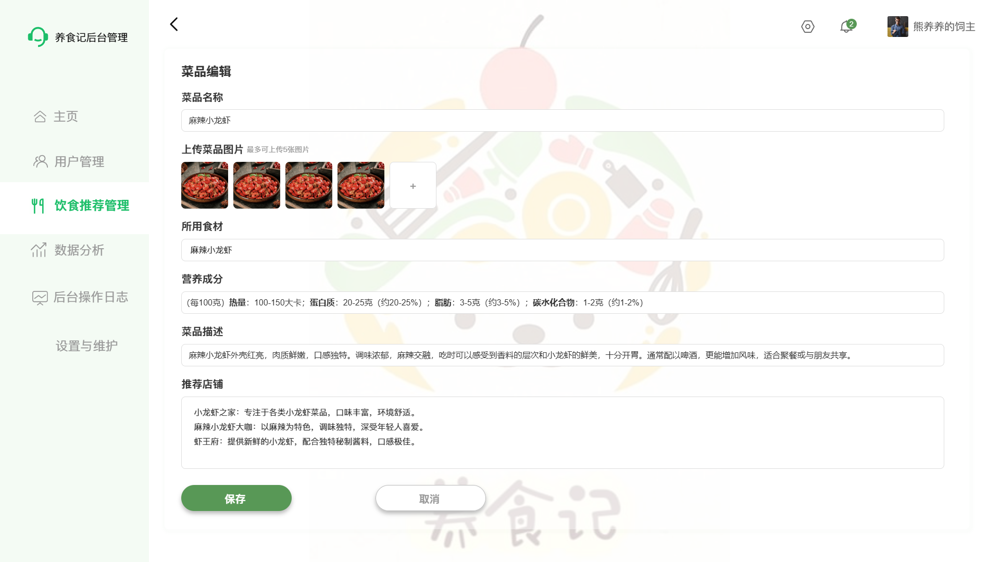 养食记后台管理
2
熊养养的饲主
主页
用户管理
饮食推荐管理
数据分析
后台操作日志
设置与维护
菜品编辑
菜品名称
麻辣小龙虾
上传菜品图片 最多可上传5张图片
+
所用食材
麻辣小龙虾
营养成分
(每100克）热量：100-150大卡；蛋白质：20-25克（约20-25%）；脂肪：3-5克（约3-5%）；碳水化合物：1-2克（约1-2%）
菜品描述
麻辣小龙虾外壳红亮，肉质鲜嫩，口感独特。调味浓郁，麻辣交融，吃时可以感受到香料的层次和小龙虾的鲜美，十分开胃。通常配以啤酒，更能增加风味，适合聚餐或与朋友共享。
推荐店铺
小龙虾之家：专注于各类小龙虾菜品，口味丰富，环境舒适。
麻辣小龙虾大咖：以麻辣为特色，调味独特，深受年轻人喜爱。
虾王府：提供新鲜的小龙虾，配合独特秘制酱料，口感极佳。
保存
取消
养食记